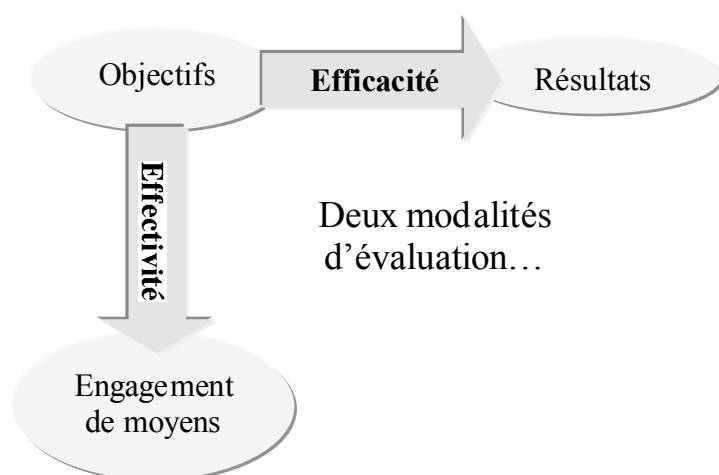 Objectifs
Efficacité
Résultats
Effectivité
Deux modalités
d’évaluation…
Engagement
de moyens